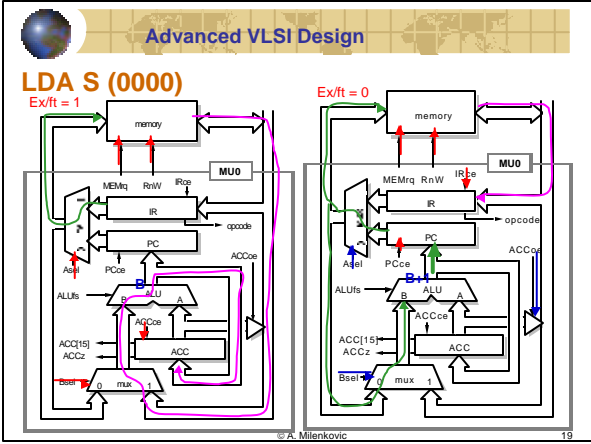 Advanced VLSI Design
LDA S (0000)
Ex/ft = 1
memory
MU0
MEMrq RnW IRce
IR
opcode
PC
Asel
PCce
ACCoe
B
ALUfs
B ALU A
ACCce
ACC[15]
ACCz
ACC
Bsel
0 mux 1
Ex/ft = 0
memory
MU0
MEMrq RnW IRce
IR
opcode
PC
Asel
PCce
ACCoe
B+1
ALUfs
B ALU A
ACCce
ACC[15]
ACCz
ACC
Bsel
0 mux 1
© A. Milenkovic
19